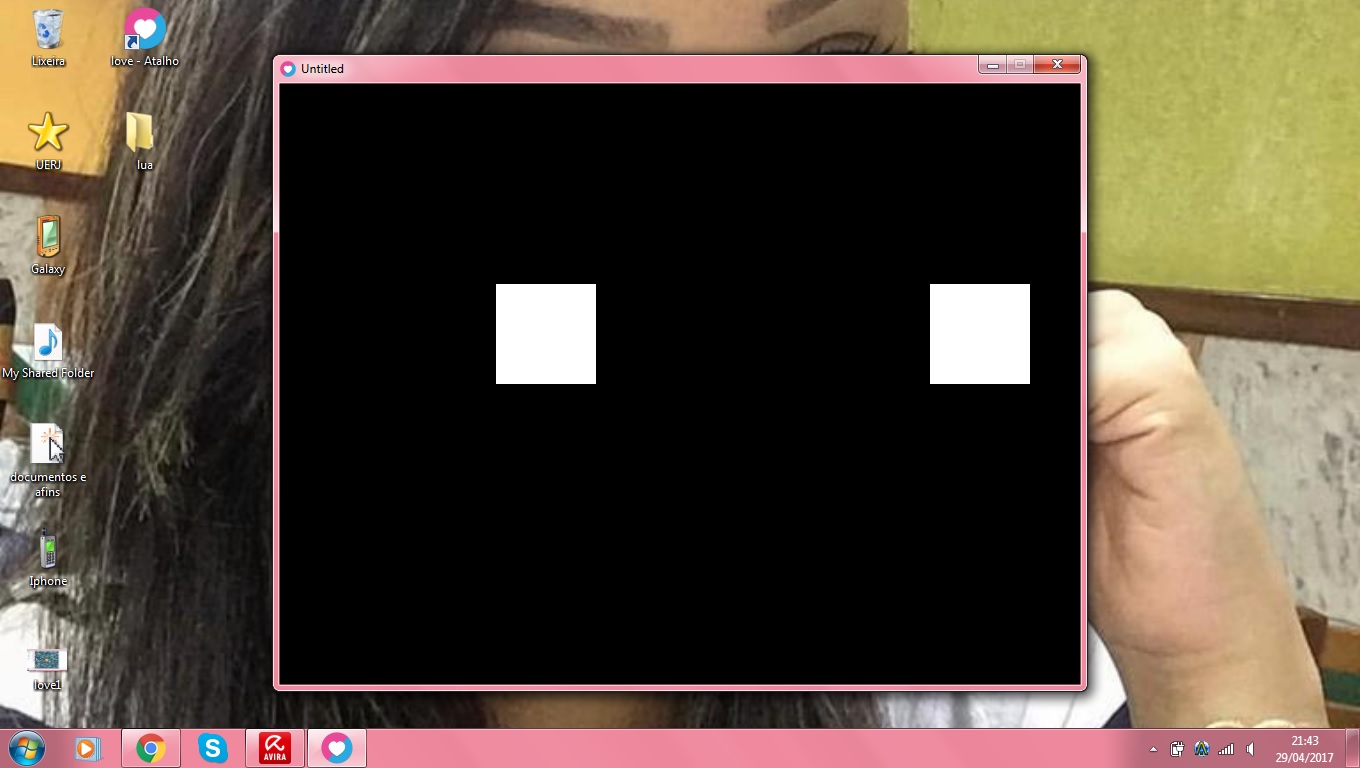 Lixeira
love - Atalho
UERJ
lua
Galaxy
My Shared Folder
documentos e
afins
Iphone
love1
Untitled
AVIRA
21:43
29/04/2017